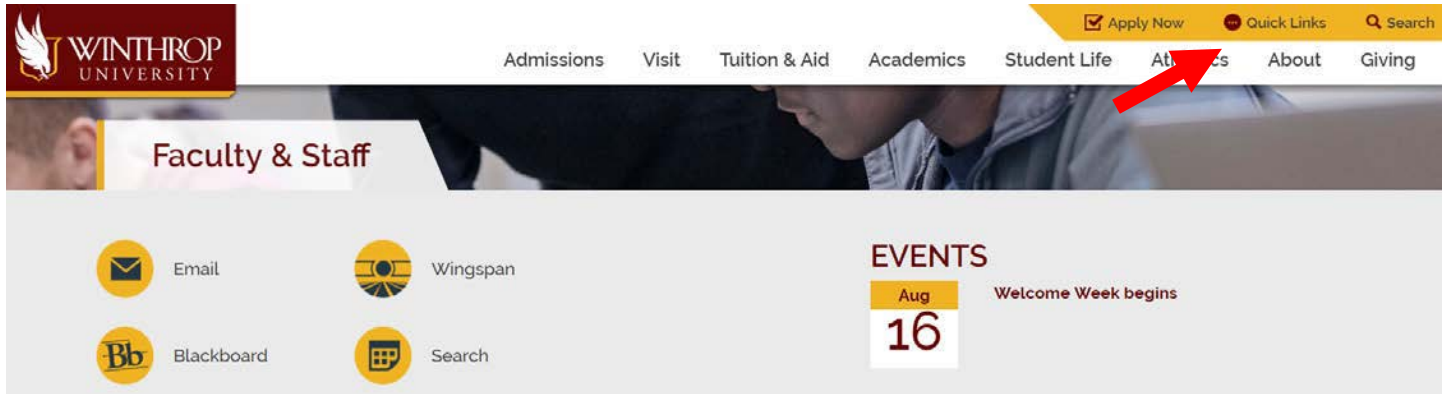 Apply Now Quick Links Search
WINTHROP
UNIVERSITY
Admissions Visit Tuition & Aid Academics Student Life About Giving
Faculty & Staff
Email Wingspan
Blackboard Search
EVENTS
Aug
16
Welcome Week begins
Bb